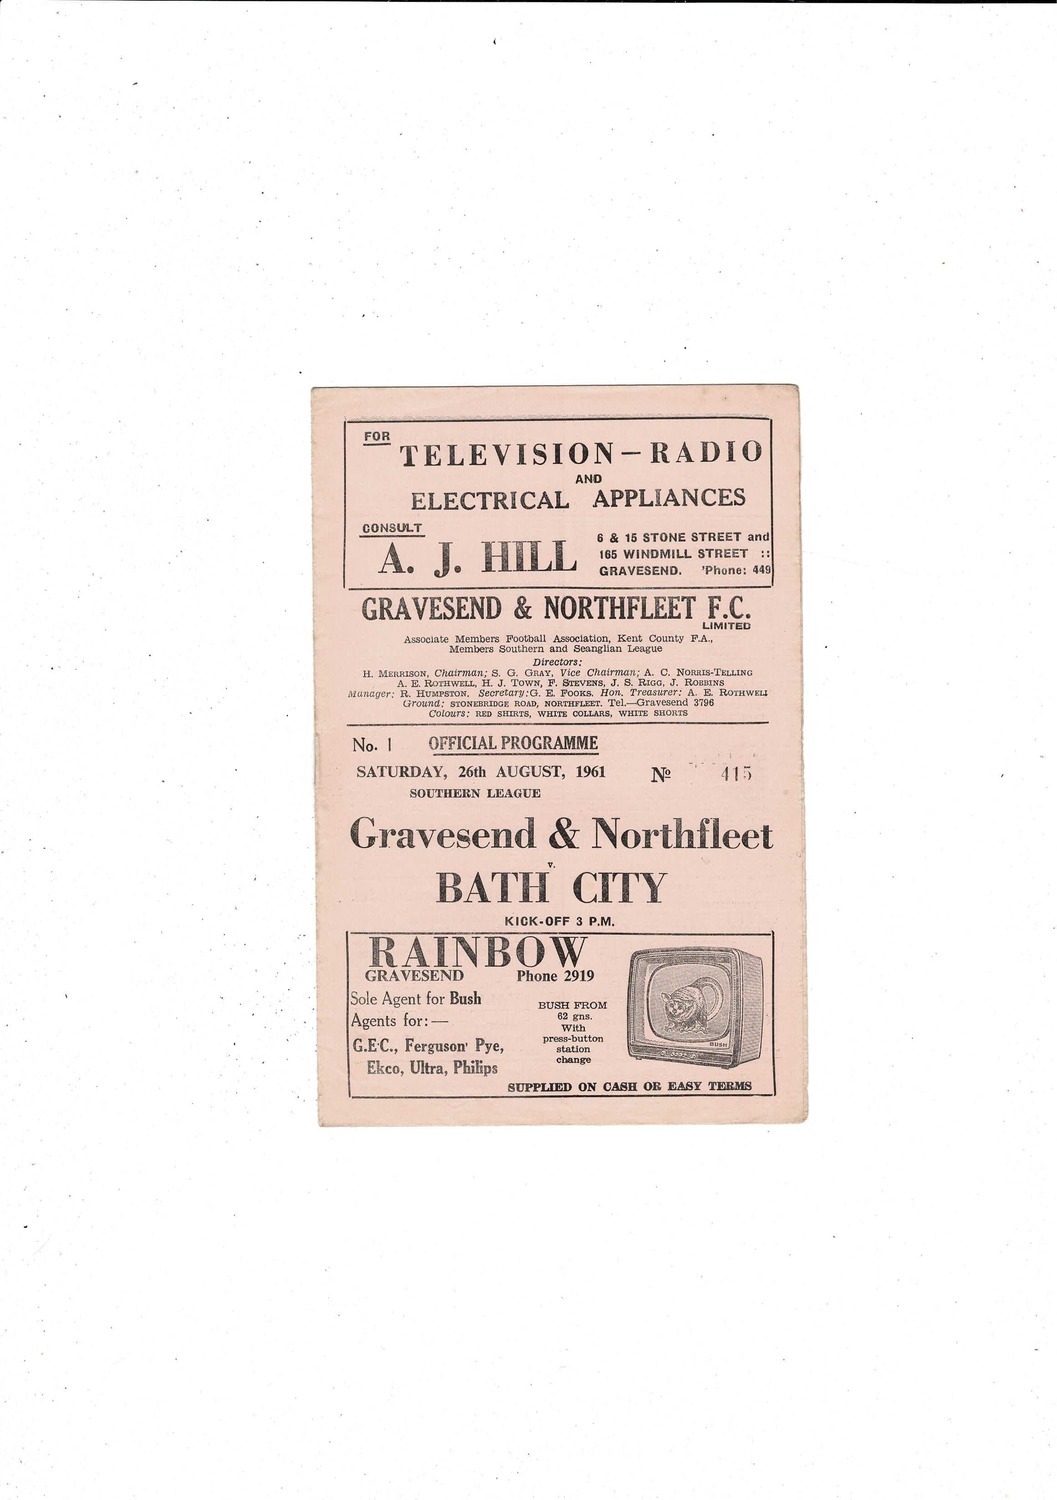 FOR
TELEVISION – RADIO
AND
ELECTRICAL APPLIANCES
CONSULT
A. J. HILL
6 & 15 STONE STREET and
165 WINDMILL STREET ::
GRAVESEND. 'Phone: 449
GRAVESEND & NORTHFLEET F.C.
LIMITED
Associate Members Football Association, Kent County F.A.,
Members Southern and Seanglian League
Directors:
H. MERRISON, Chairman; S. G. GRAY, Vice Chairman; A. C. NORRIS-TELLING
A. E. ROTHWELL, H. J. TOWN, F. STEVENS, J. S. RIGG, J. ROBBINS
Manager: R. HUMPSTON. Secretary: G. E. FOOKS. Hon. Treasurer: A. E. ROTHWELL
Ground: STONEBRIDGE ROAD, NORTHFLEET. Tel.—Gravesend 3796
Colours: RED SHIRTS, WHITE COLLARS, WHITE SHORTS
No. 1 OFFICIAL PROGRAMME
SATURDAY, 26th AUGUST, 1961 № 415
SOUTHERN LEAGUE
Gravesend & Northfleet
v.
BATH CITY
KICK-OFF 3 P.M.
RAINBOW
GRAVESEND Phone 2919
Sole Agent for Bush
Agents for:—
G.E.C., Ferguson' Pye,
Ekco, Ultra, Philips
BUSH FROM
62 gns.
With
press-button
station
change
BUSH
SUPPLIED ON CASH OR EASY TERMS